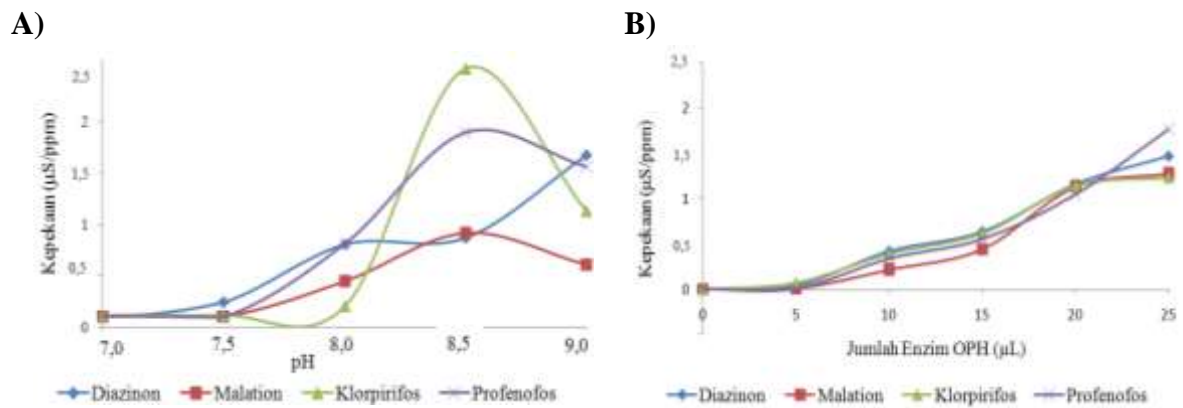 A)
Kepekaan (µS/ppm)
2,5
2
1,5
1
0,5
0
7,0 7,5 8,0 8,5 9,0
pH
Diazinon Malation Klorpirifos Profenofos
B)
Kepekaan (µS/ppm)
2,5
2
1,5
1
0,5
0
0 5 10 15 20 25
Jumlah Enzim OPH (µL)
Diazinon Malation Klorpirifos Profenofos